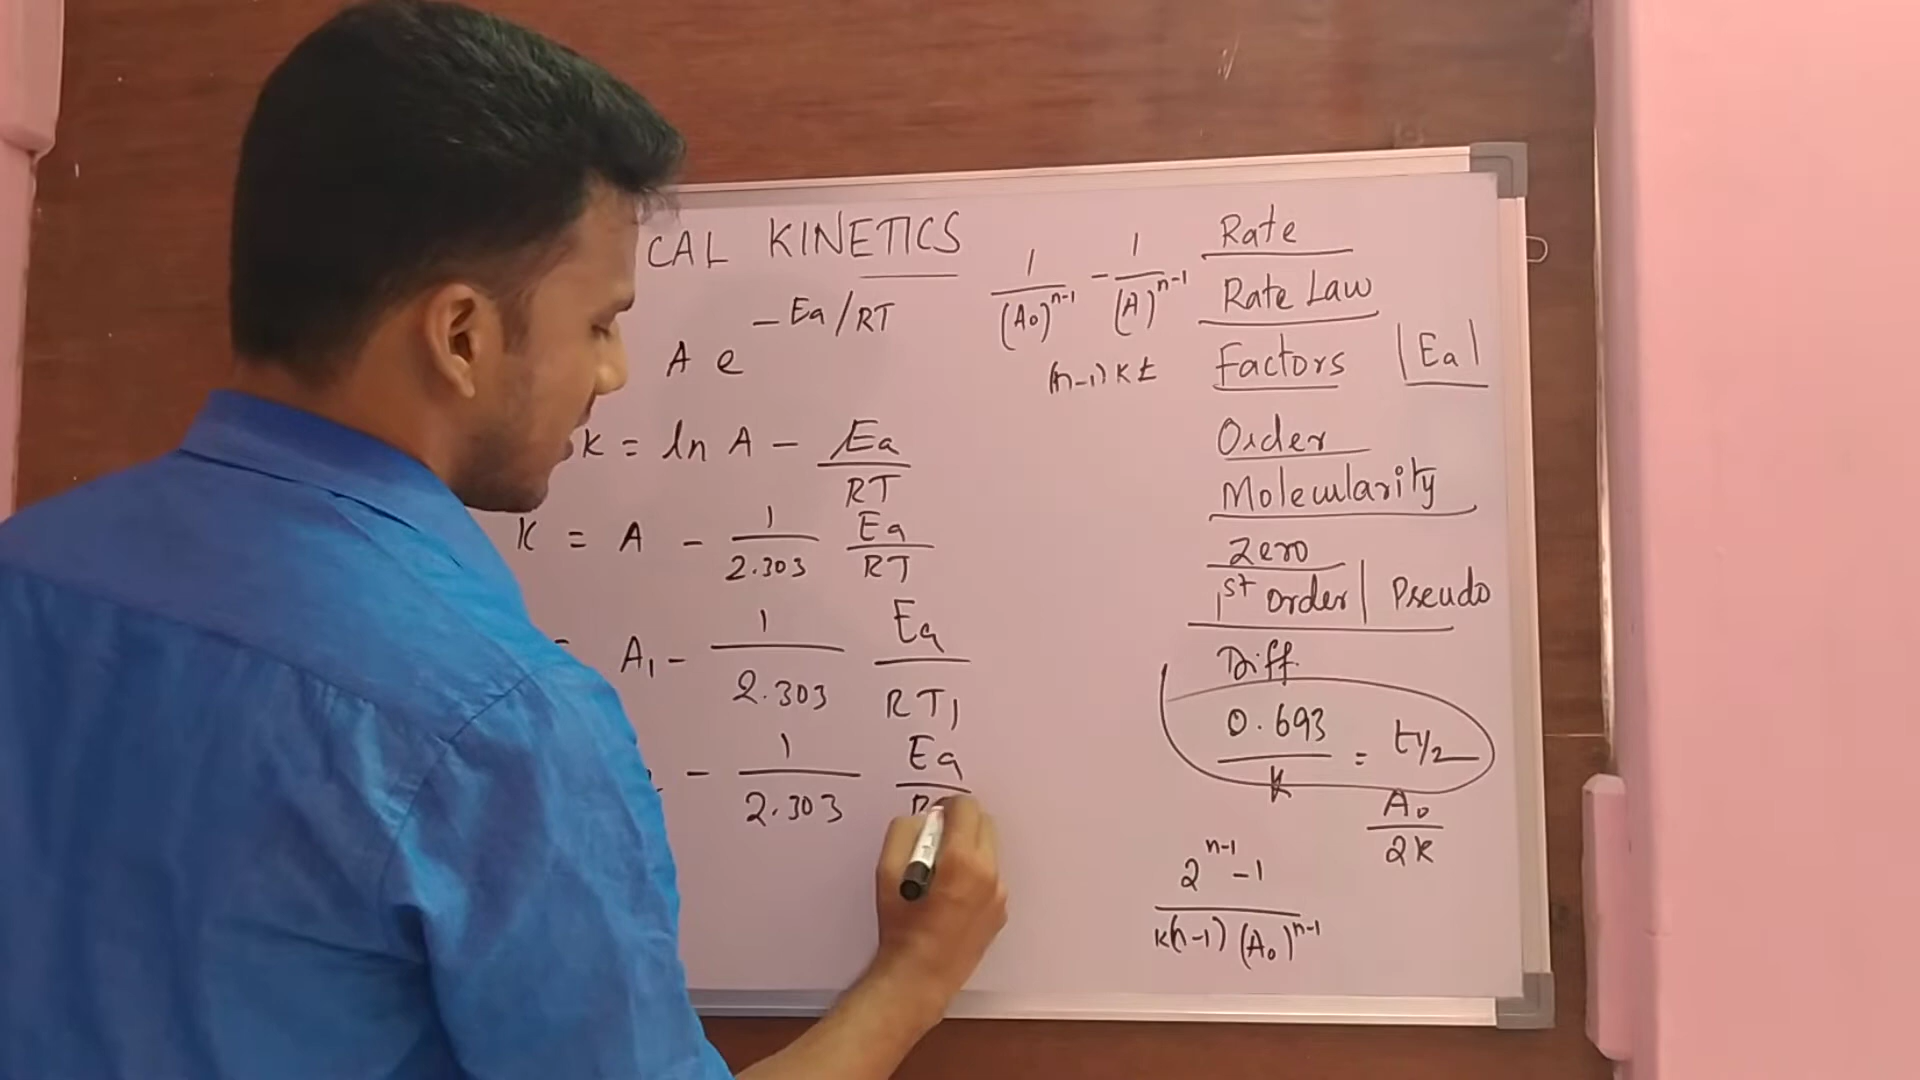 CAL KINETICS
A e^{-Ea/RT}
K = ln A - Ea/RT
K = A - 1/2.303 Ea/RT
= A₁ - 1/2.303 Ea/RT₁
- 1/2.303 Ea
1/(A₀)^{n-1} - 1/(A)^{n-1}
(n-1) K t
Rate
Rate Law
Factors | Ea |
Order
Molecularity
Zero
1st order | Pseudo
Diff.
0.693/K = t1/2
A₀/2K
2^{n-1} - 1 / K(n-1) (A₀)^{n-1}